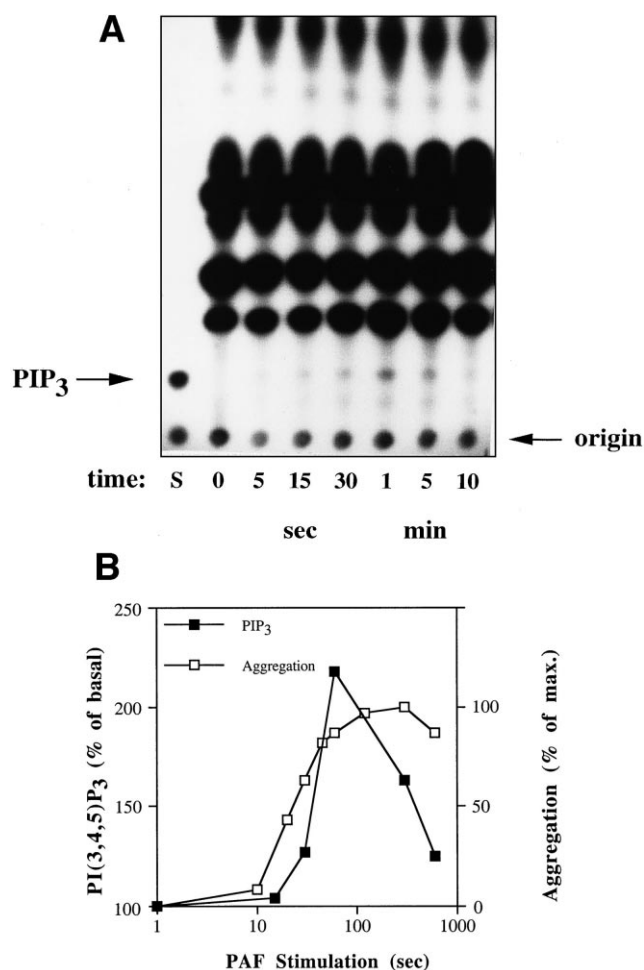 A
PIP3
origin
time: S 0 5 15 30 1 5 10
sec min
B
250
200
150
100
PI(3,4,5)P3 (% of basal)
PIP3
Aggregation
100
50
0
Aggregation (% of max.)
1 10 100 1000
PAF Stimulation (sec)